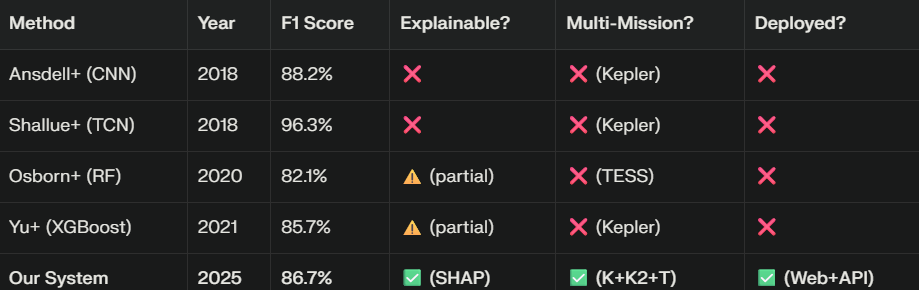 Method Year F1 Score Explainable? Multi-Mission? Deployed?
Ansdell+ (CNN) 2018 88.2% ❌ ❌ (Kepler) ❌
Shallue+ (TCN) 2018 96.3% ❌ ❌ (Kepler) ❌
Osborn+ (RF) 2020 82.1% ⚠️ (partial) ❌ (TESS) ❌
Yu+ (XGBoost) 2021 85.7% ⚠️ (partial) ❌ (Kepler) ❌
Our System 2025 86.7% ✅ (SHAP) ✅ (K+K2+T) ✅ (Web+API)